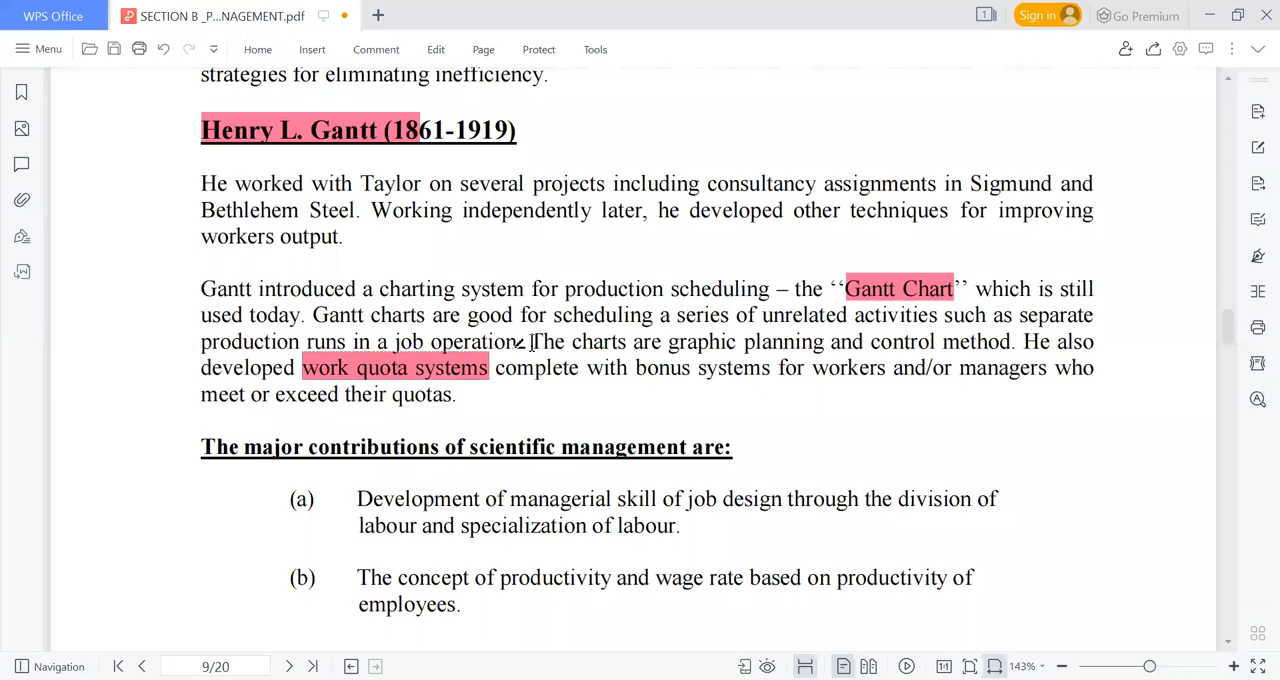 WPS Office
SECTION B _P...NAGEMENT.pdf
1
Sign in
Go Premium
Menu
Home
Insert
Comment
Edit
Page
Protect
Tools
strategies for eliminating inefficiency.
Henry L. Gantt (1861-1919)
He worked with Taylor on several projects including consultancy assignments in Sigmund and
Bethlehem Steel. Working independently later, he developed other techniques for improving
workers output.
Gantt introduced a charting system for production scheduling – the ‘‘Gantt Chart’’ which is still
used today. Gantt charts are good for scheduling a series of unrelated activities such as separate
production runs in a job operation. The charts are graphic planning and control method. He also
developed work quota systems complete with bonus systems for workers and/or managers who
meet or exceed their quotas.
The major contributions of scientific management are:
(a) Development of managerial skill of job design through the division of
labour and specialization of labour.
(b) The concept of productivity and wage rate based on productivity of
employees.
Navigation
9/20
1:1
143%